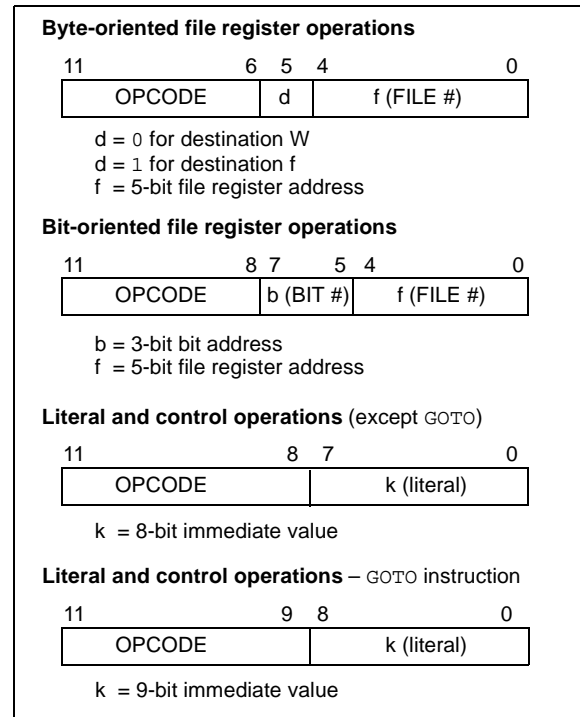 Byte-oriented file register operations
11 6 5 4 0
OPCODE d f (FILE #)
d = 0 for destination W
d = 1 for destination f
f = 5-bit file register address
Bit-oriented file register operations
11 8 7 5 4 0
OPCODE b (BIT #) f (FILE #)
b = 3-bit bit address
f = 5-bit file register address
Literal and control operations (except GOTO)
11 8 7 0
OPCODE k (literal)
k = 8-bit immediate value
Literal and control operations – GOTO instruction
11 9 8 0
OPCODE k (literal)
k = 9-bit immediate value